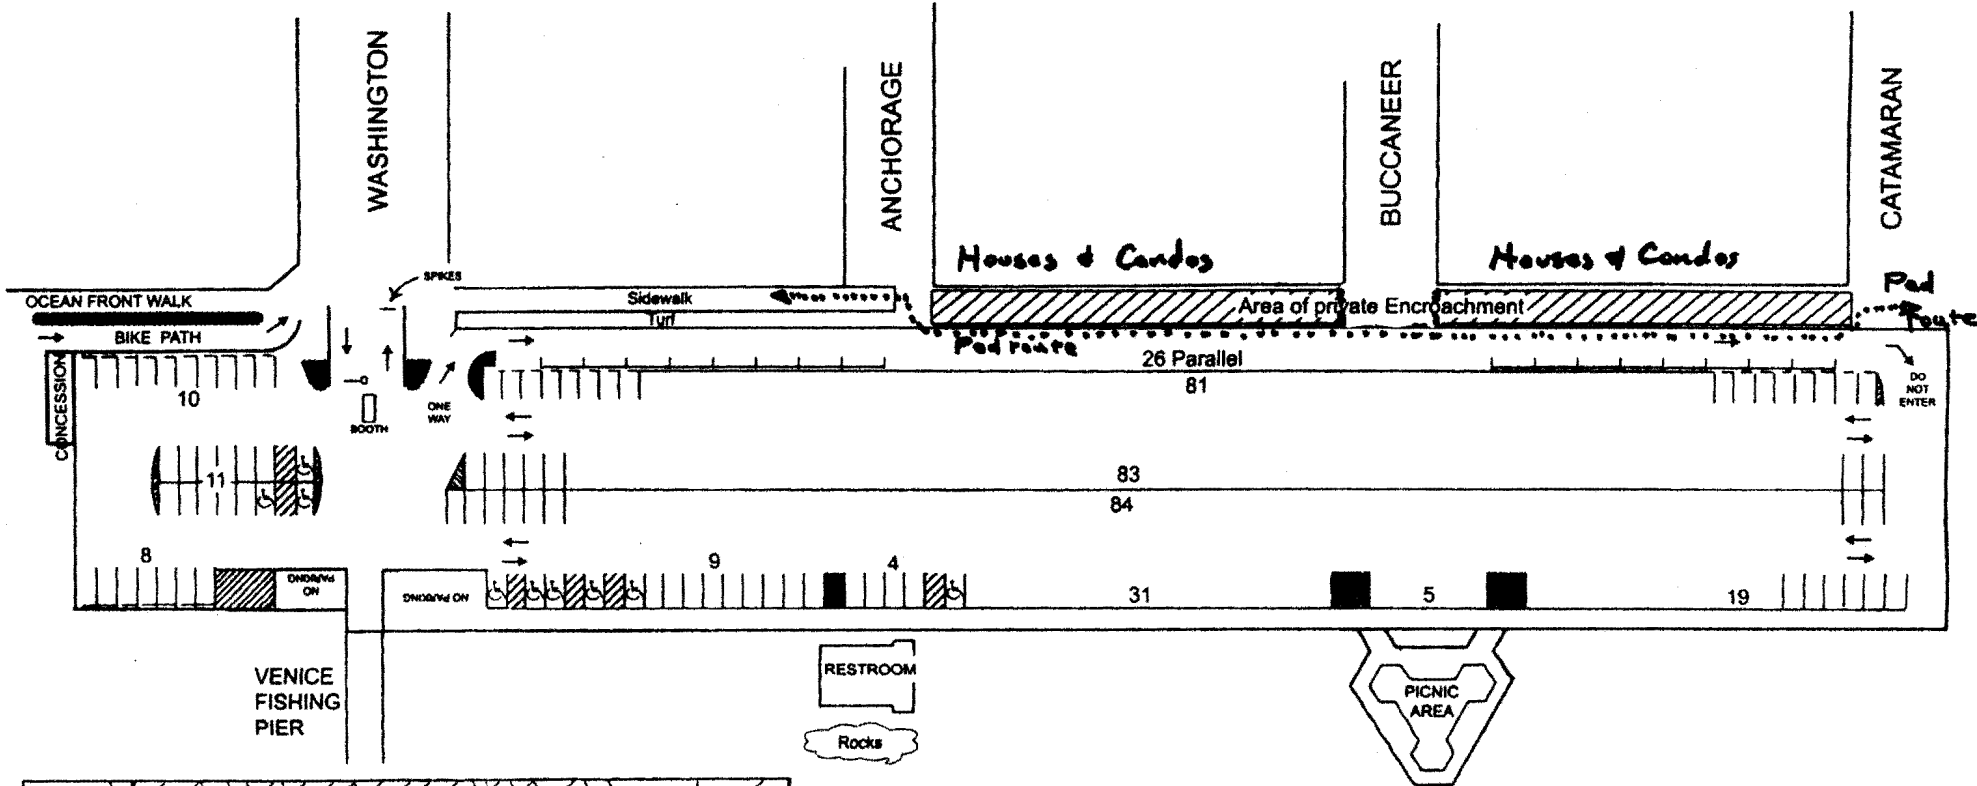 WASHINGTON
ANCHORAGE
BUCCANEER
CATAMARAN
Houses & Condos
Houses & Condos
SPIKES
OCEAN FRONT WALK
Sidewalk
Area of private Encroachment
Ped
route
BIKE PATH
Turf
Ped route
26 Parallel
81
CONCESSION
10
BOOTH
ONE
WAY
DO
NOT
ENTER
11
83
84
8
NO
PARKING
NO PARKING
9
4
31
5
19
VENICE
FISHING
PIER
RESTROOM
Rocks
PICNIC
AREA